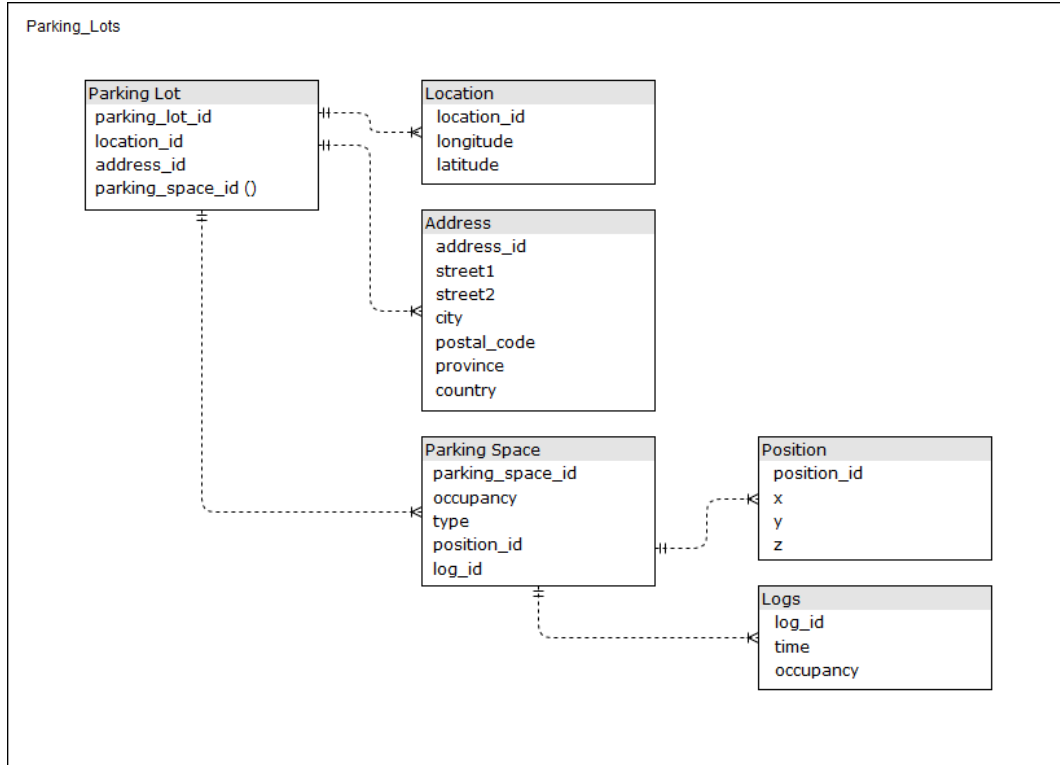 Parking_Lots
Parking Lot
parking_lot_id
location_id
address_id
parking_space_id ()
Location
location_id
longitude
latitude
Address
address_id
street1
street2
city
postal_code
province
country
Parking Space
parking_space_id
occupancy
type
position_id
log_id
Position
position_id
x
y
z
Logs
log_id
time
occupancy